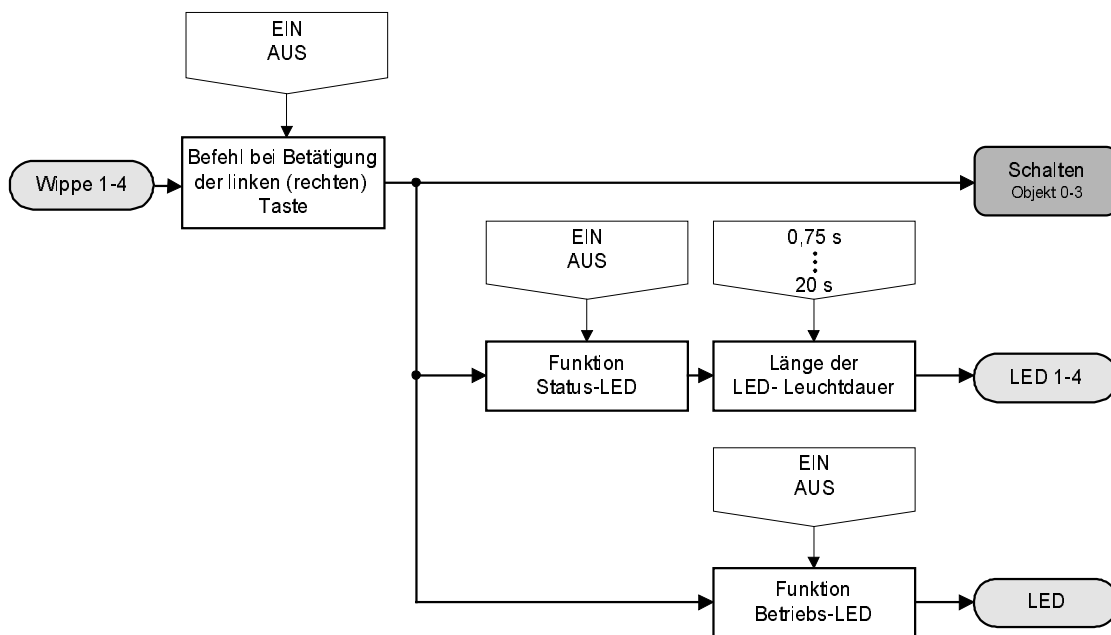 EIN
AUS
Wippe 1-4
Befehl bei Betätigung
der linken (rechten)
Taste
Schalten
Objekt 0-3
EIN
AUS
0,75 s
20 s
Funktion
Status-LED
Länge der
LED- Leuchtdauer
LED 1-4
EIN
AUS
Funktion
Betriebs-LED
LED